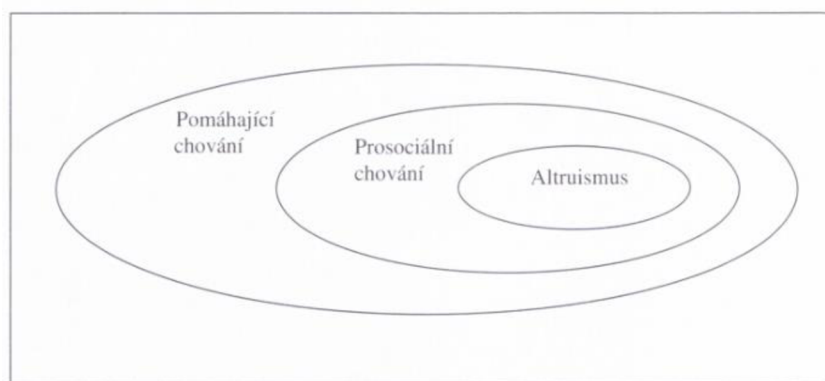 Pomáhající
chování
Prosociální
chování
Altruismus